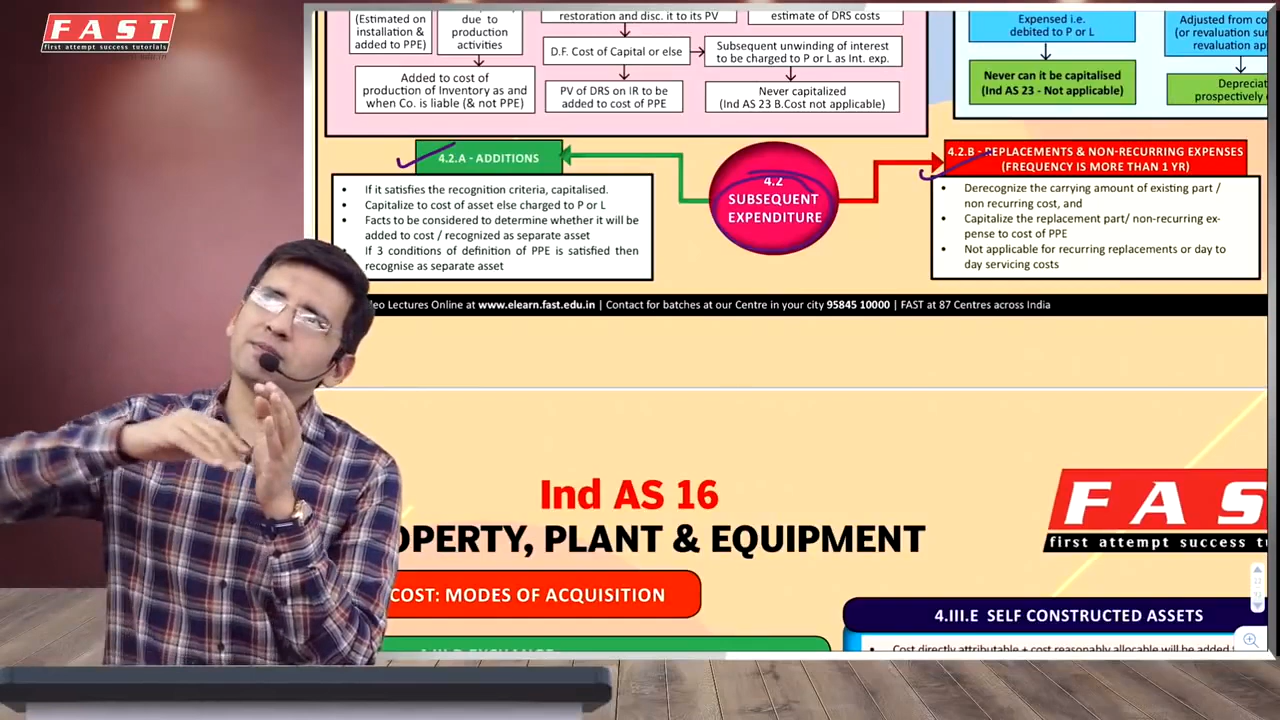 FAST
first attempt success tutorials
(Estimated on
installation &
added to PPE)
due to
production
activities
Added to cost of
production of Inventory as and
when Co. is liable (& not PPE)
restoration and disc. it to its PV
D.F. Cost of Capital or else
PV of DRS on IR to be
added to cost of PPE
estimate of DRS costs
Subsequent unwinding of interest
to be charged to P or L as Int. exp.
Never capitalized
(Ind AS 23 B.Cost not applicable)
Expensed i.e.
debited to P or L
Never can it be capitalised
(Ind AS 23 - Not applicable)
Adjusted from
(or revaluation
revaluation
prospectively
4.2.A - ADDITIONS
• If it satisfies the recognition criteria, capitalised.
• Capitalize to cost of asset else charged to P or L
• Facts to be considered to determine whether it will be
added to cost / recognized as separate asset
• If 3 conditions of definition of PPE is satisfied then
recognise as separate asset
4.2
SUBSEQUENT
EXPENDITURE
4.2.B - REPLACEMENTS & NON-RECURRING EXPENSES
(FREQUENCY IS MORE THAN 1 YR)
• Derecognize the carrying amount of existing part /
non recurring cost, and
• Capitalize the replacement part/ non-recurring ex-
pense to cost of PPE
• Not applicable for recurring replacements or day to
day servicing costs
Lectures Online at www.elearn.fast.edu.in | Contact for batches at our Centre in your city 95845 10000 | FAST at 87 Centres across India
Ind AS 16
PLANT & EQUIPMENT
FAS
first attempt success
COST: MODES OF ACQUISITION
4.III.E SELF CONSTRUCTED ASSETS
• Cost directly attributable + cost reasonably allocable will be added